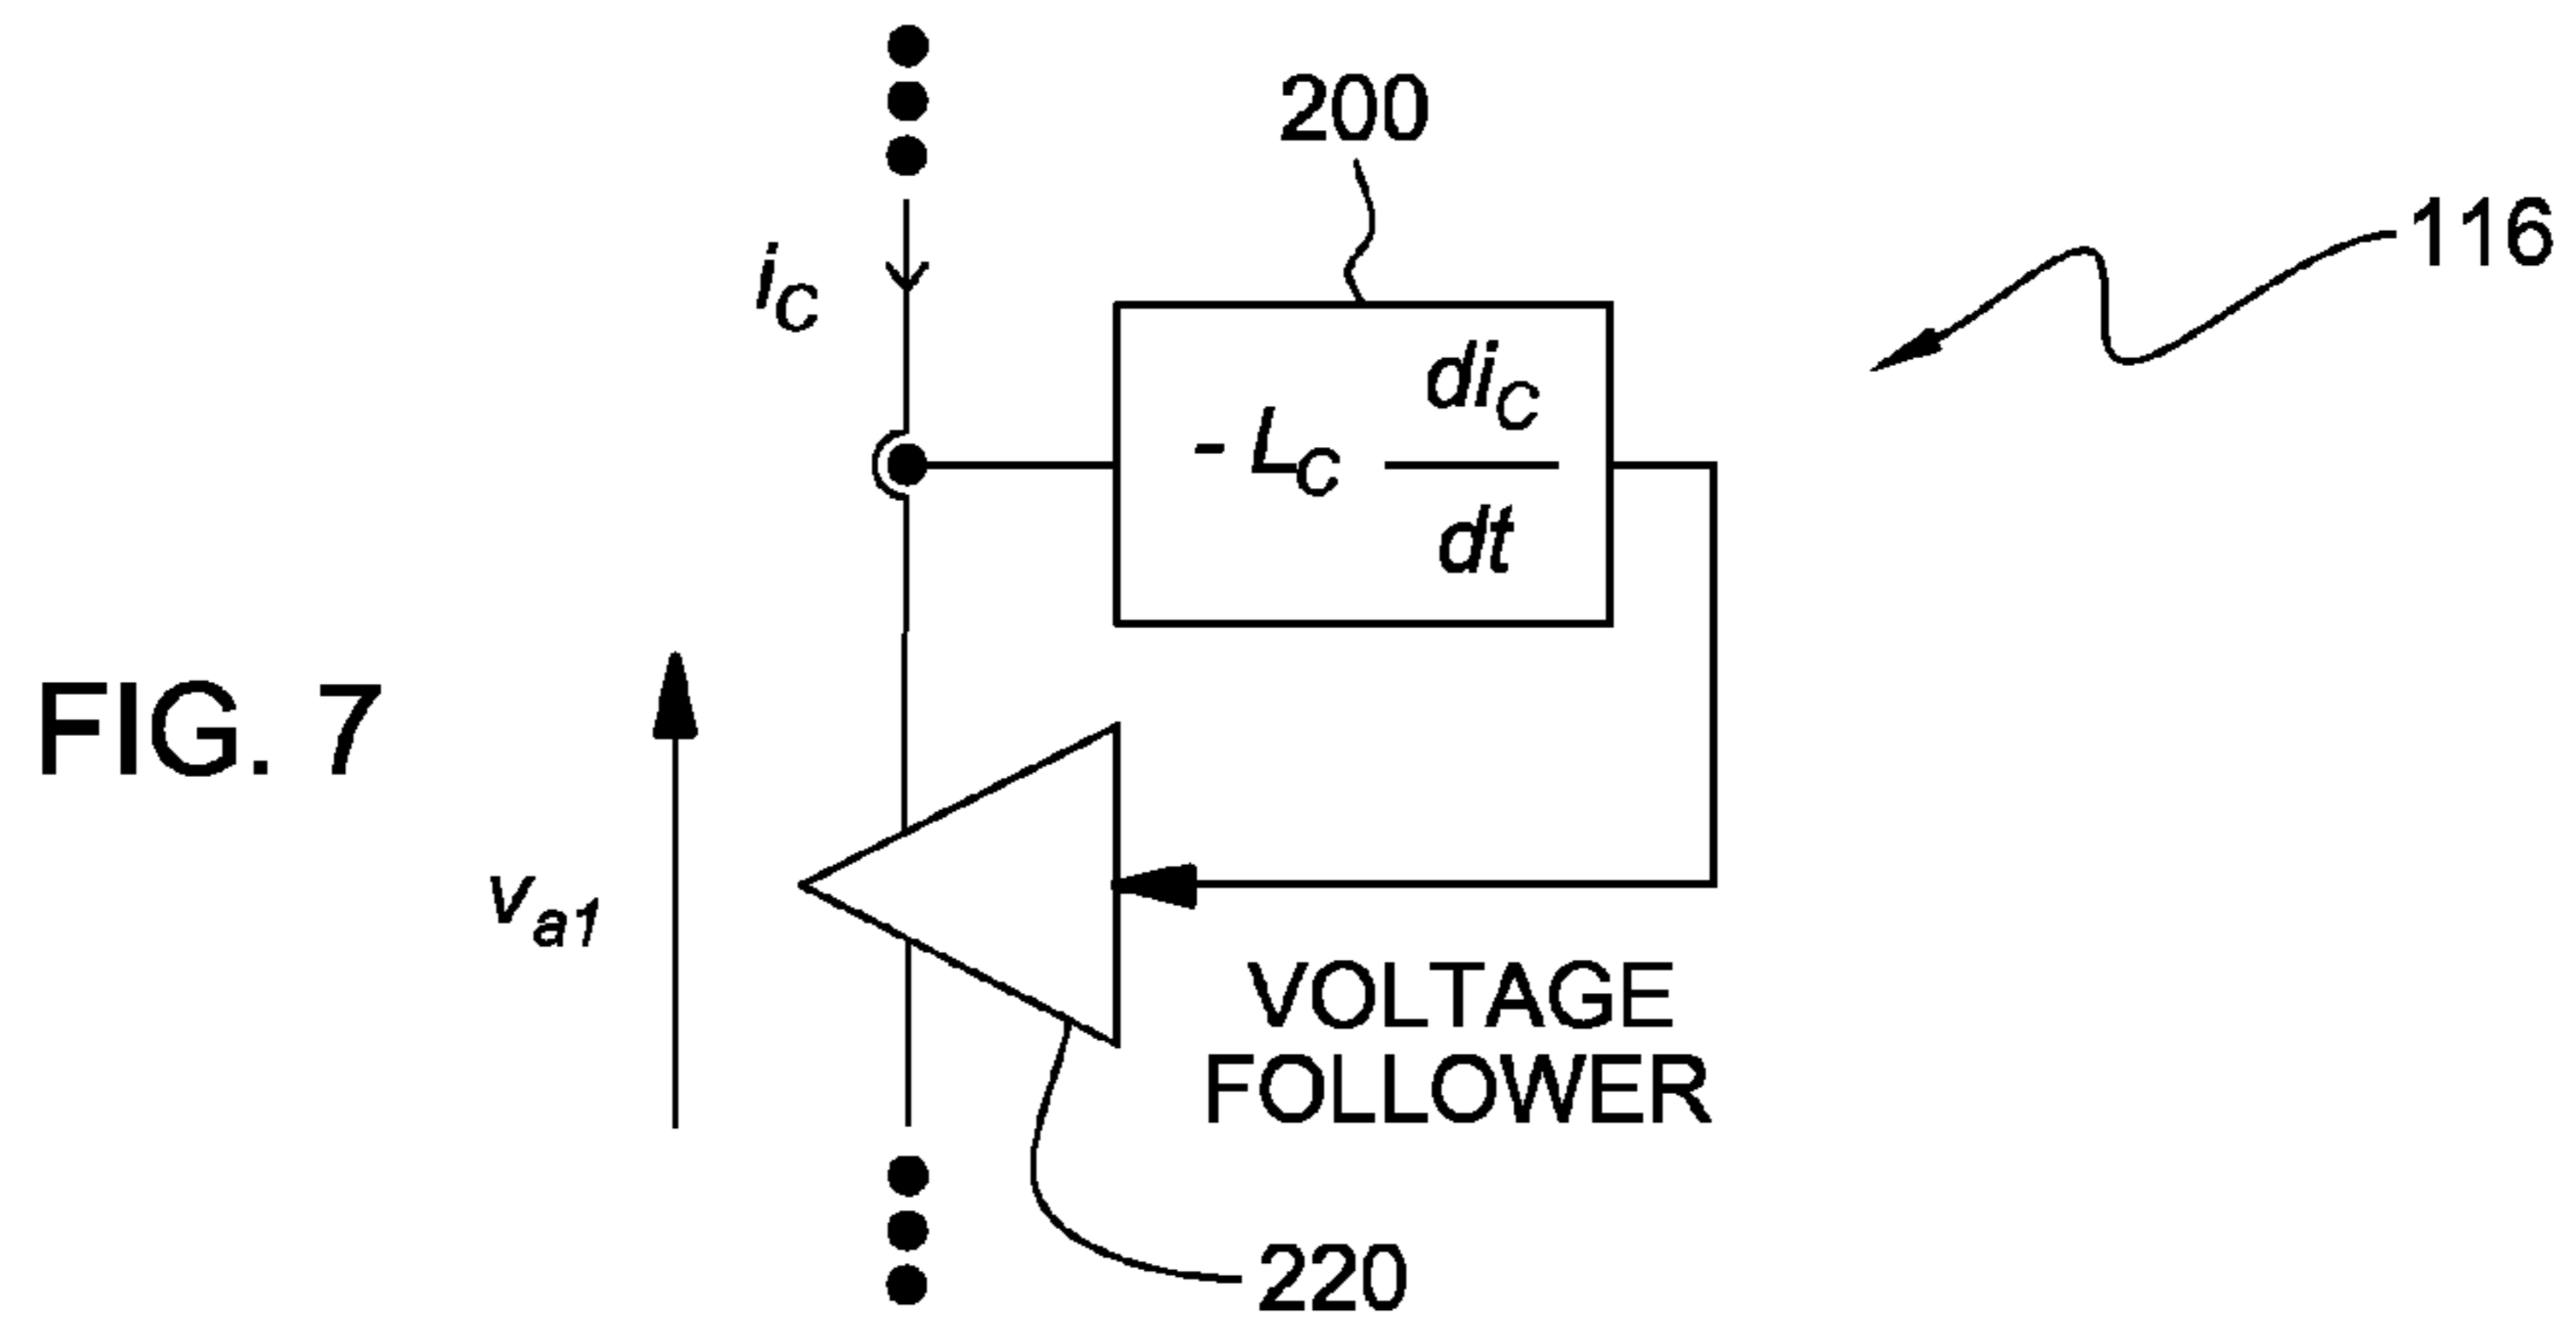 200
116
i_C
- L_C di_C
dt
FIG. 7
v_a1
VOLTAGE
FOLLOWER
220